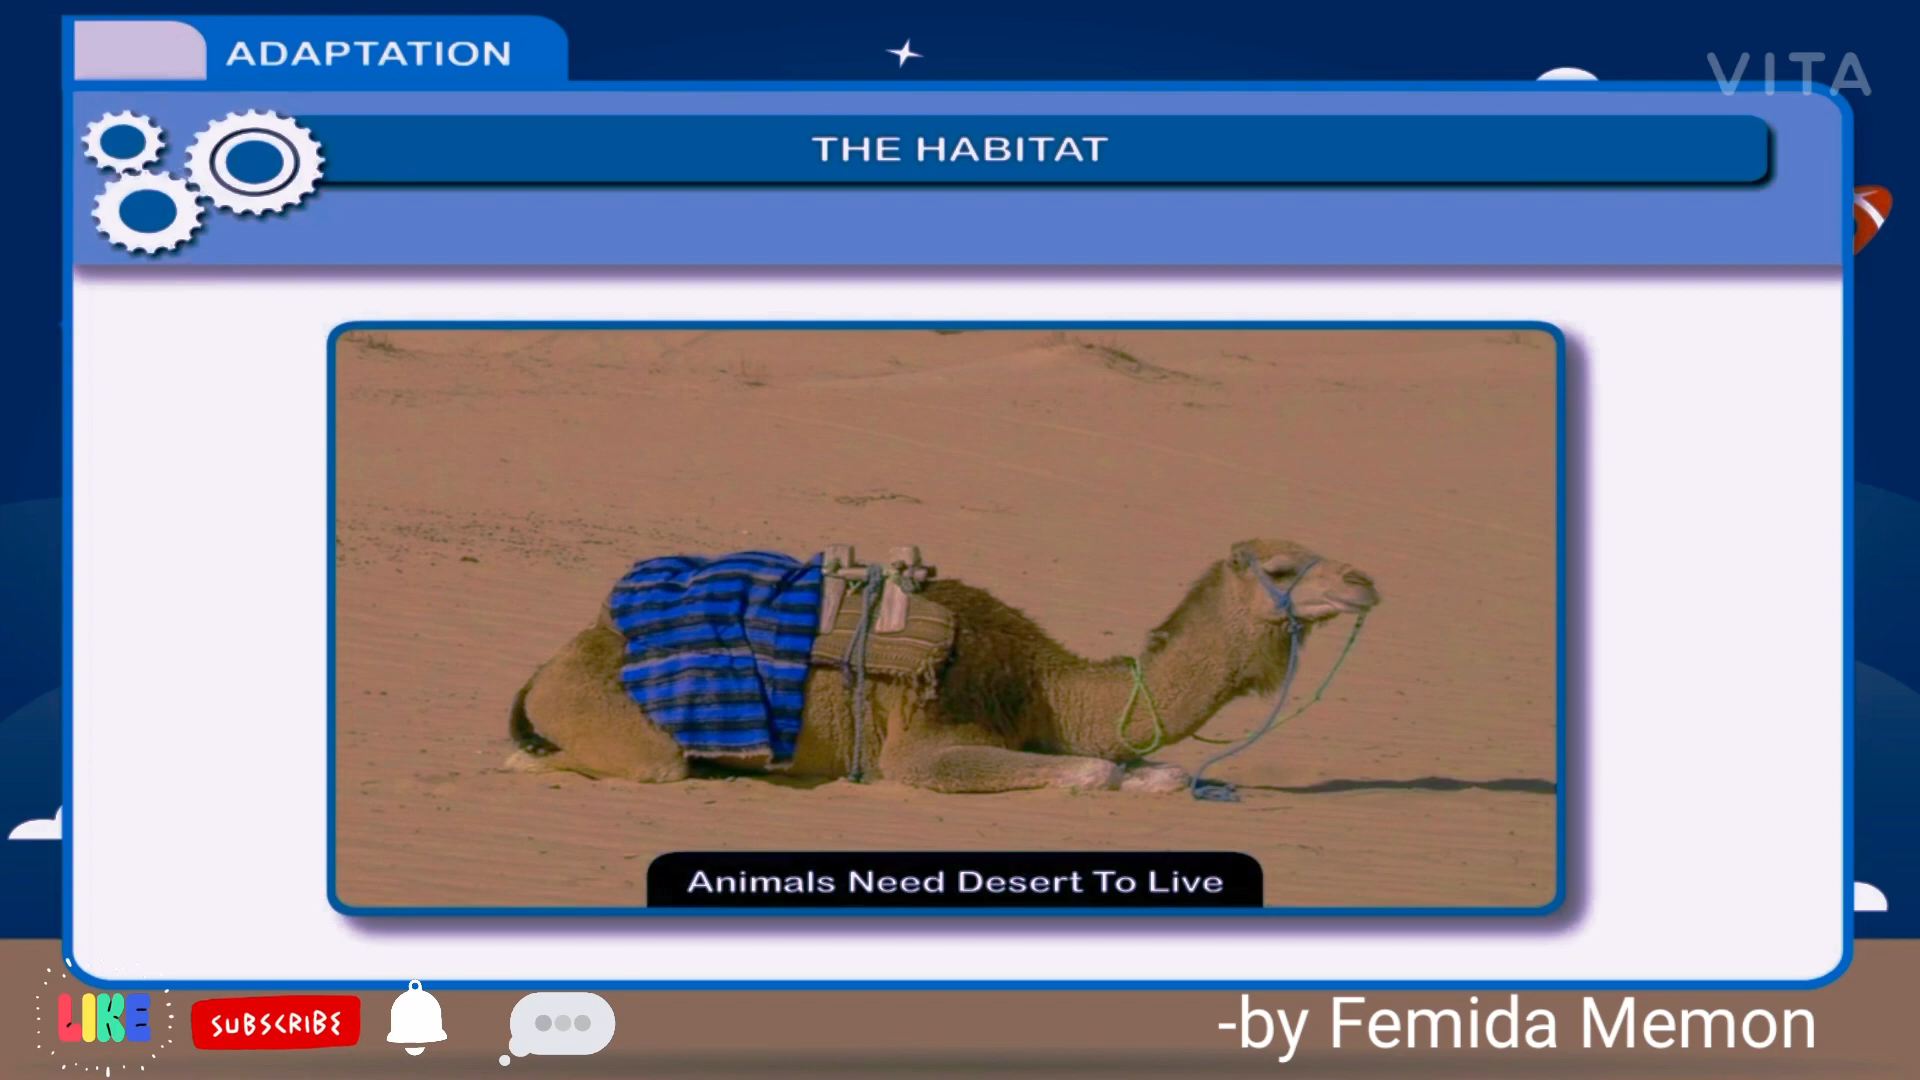 ADAPTATION
VITA
THE HABITAT
Animals Need Desert To Live
LIKE
SUBSCRIBE
-by Femida Memon